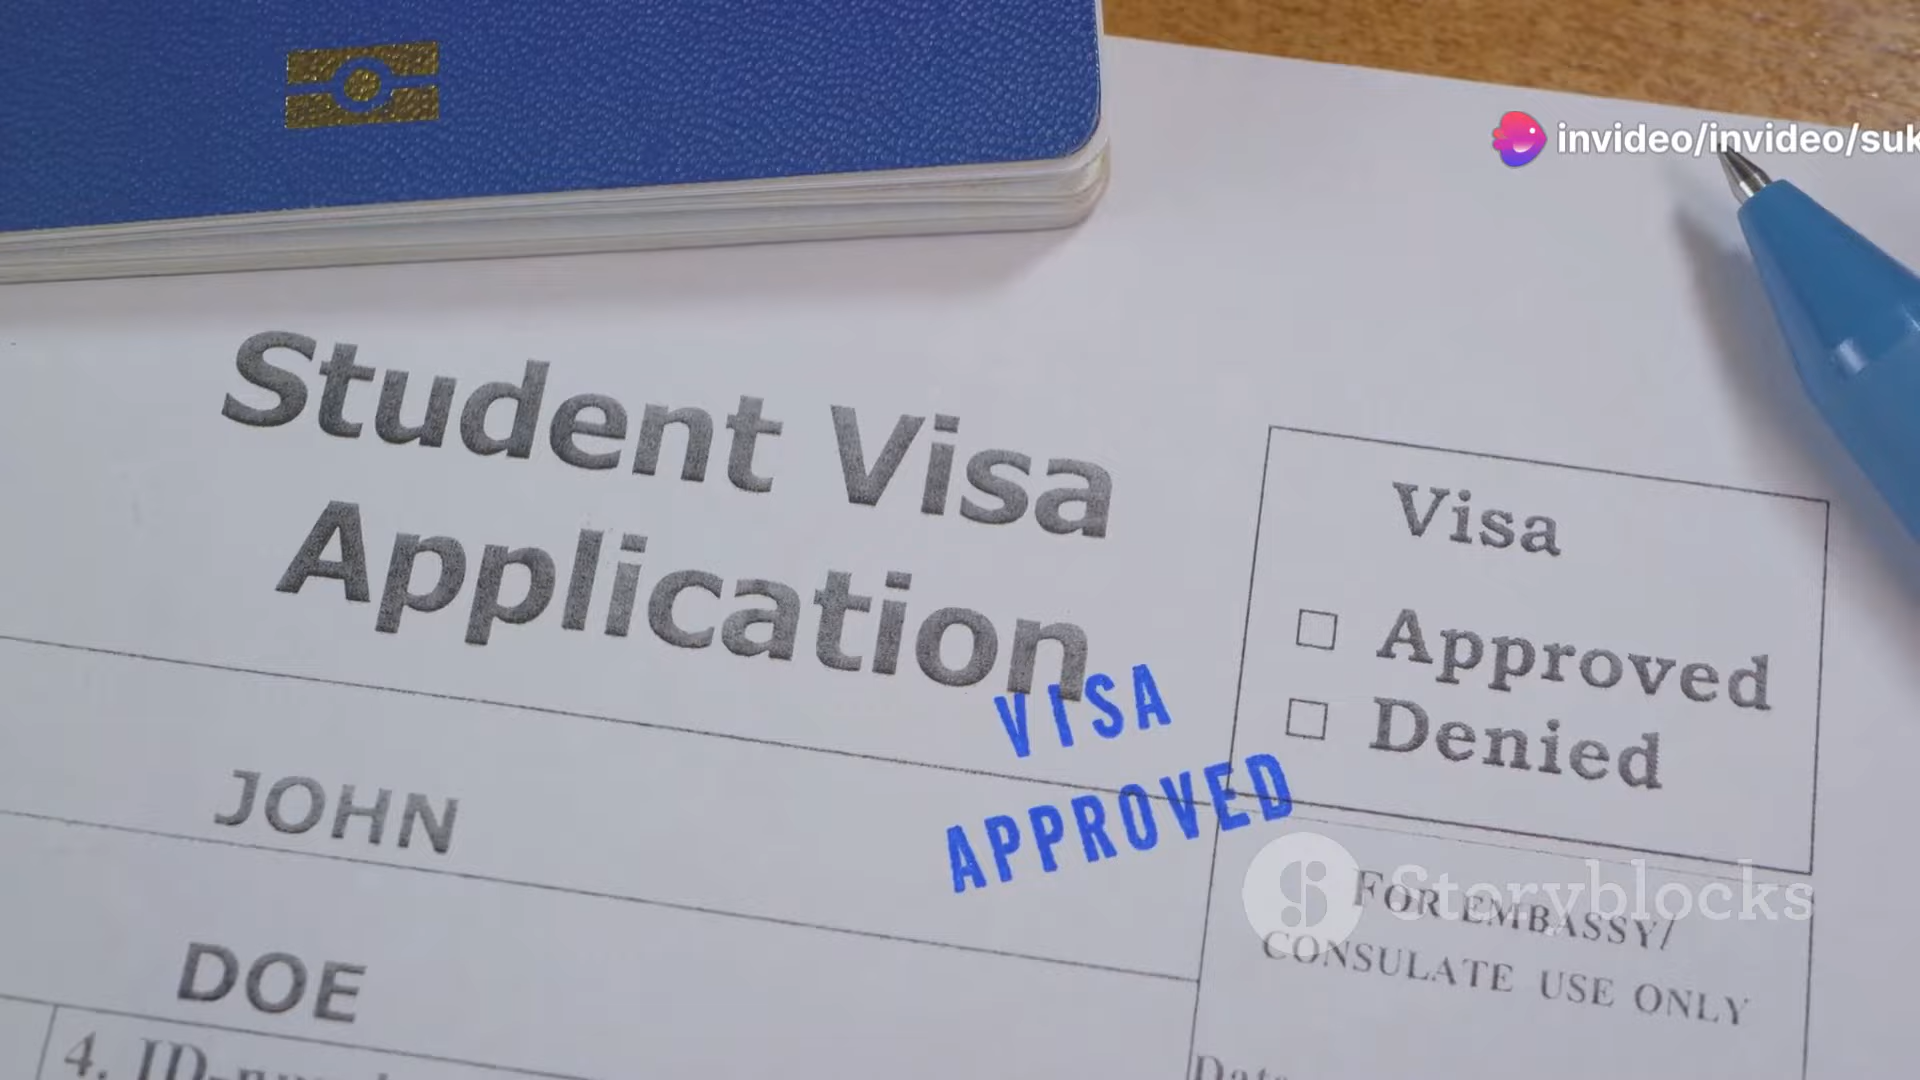 invideo/invideo/suk
Student Visa
Application
Visa
Approved
Denied
VISA
APPROVED
JOHN
DOE
Storyblocks
FOR EMBASSY/
CONSULATE USE ONLY
4.